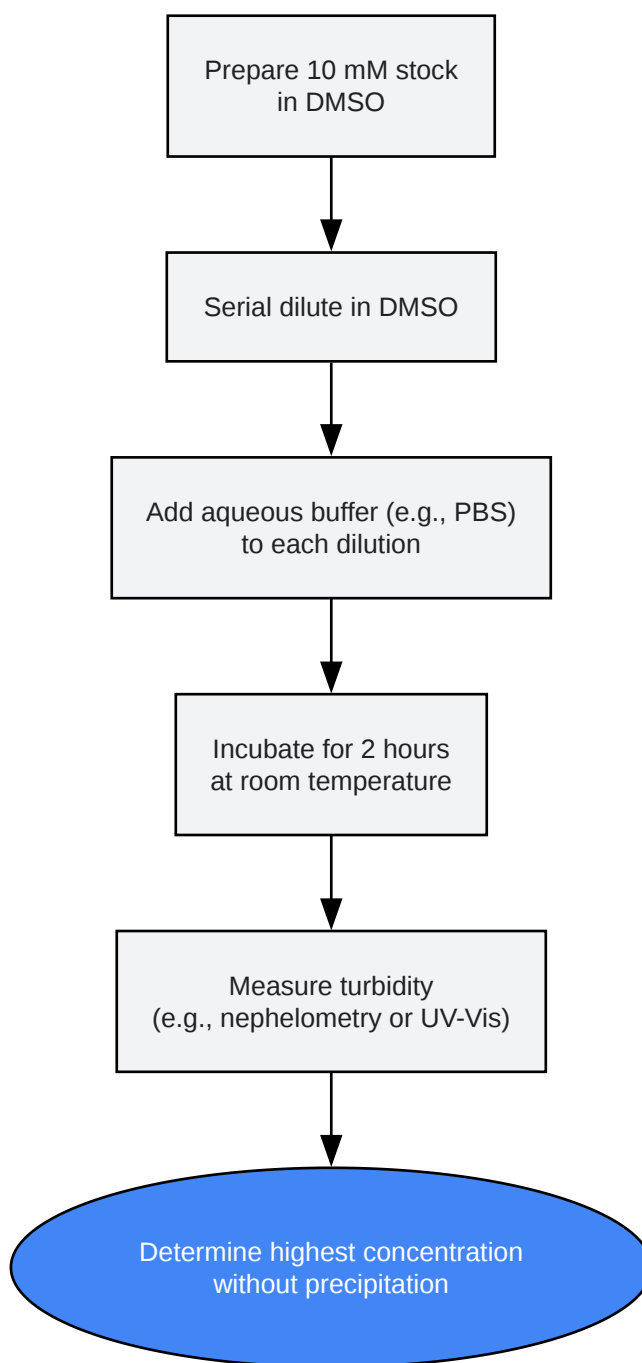 Prepare 10 mM stock
in DMSO
Serial dilute in DMSO
Add aqueous buffer (e.g., PBS)
to each dilution
Incubate for 2 hours
at room temperature
Measure turbidity
(e.g., nephelometry or UV-Vis)
Determine highest concentration
without precipitation